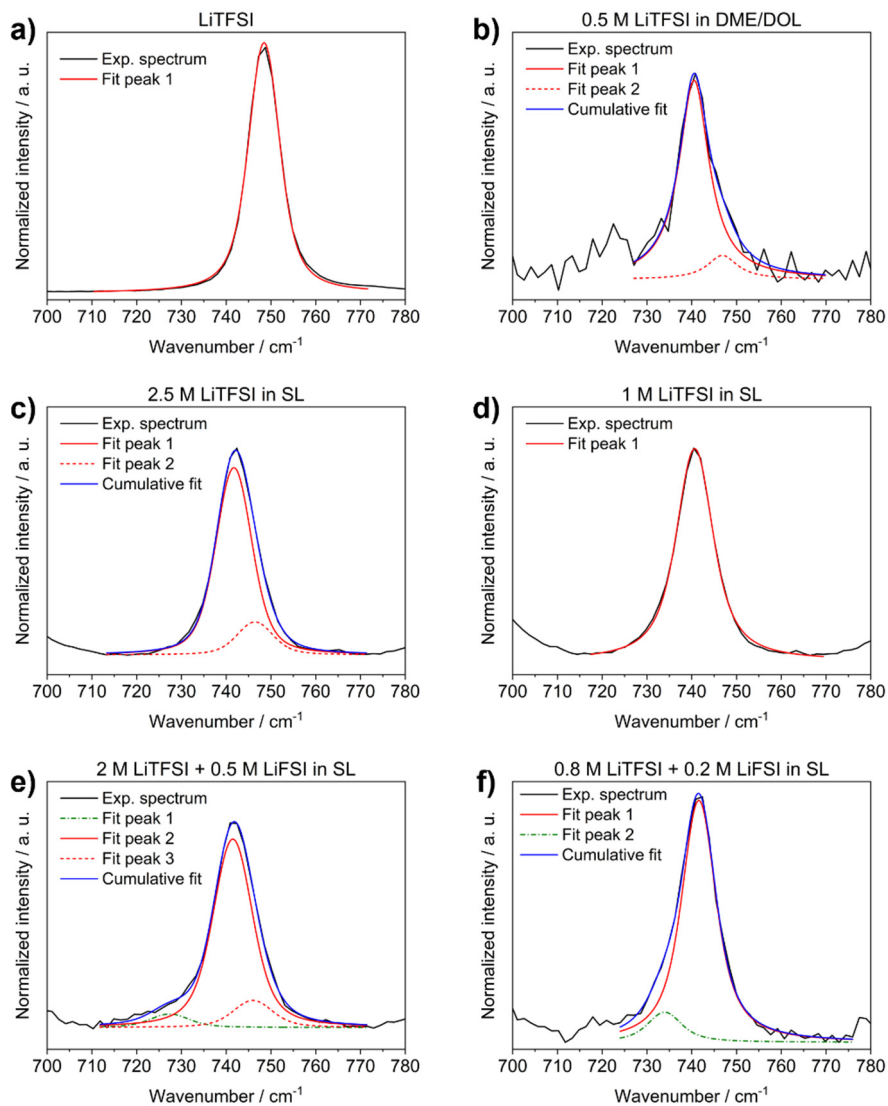 a)
LiTFSI
Normalized intensity / a. u.
Exp. spectrum
Fit peak 1
700 710 720 730 740 750 760 770 780
Wavenumber / cm⁻¹
b)
0.5 M LiTFSI in DME/DOL
Normalized intensity / a. u.
Exp. spectrum
Fit peak 1
Fit peak 2
Cumulative fit
700 710 720 730 740 750 760 770 780
Wavenumber / cm⁻¹
c)
2.5 M LiTFSI in SL
Normalized intensity / a. u.
Exp. spectrum
Fit peak 1
Fit peak 2
Cumulative fit
700 710 720 730 740 750 760 770 780
Wavenumber / cm⁻¹
d)
1 M LiTFSI in SL
Normalized intensity / a. u.
Exp. spectrum
Fit peak 1
700 710 720 730 740 750 760 770 780
Wavenumber / cm⁻¹
e)
2 M LiTFSI + 0.5 M LiFSI in SL
Normalized intensity / a. u.
Exp. spectrum
Fit peak 1
Fit peak 2
Fit peak 3
Cumulative fit
700 710 720 730 740 750 760 770 780
Wavenumber / cm⁻¹
f)
0.8 M LiTFSI + 0.2 M LiFSI in SL
Normalized intensity / a. u.
Exp. spectrum
Fit peak 1
Fit peak 2
Cumulative fit
700 710 720 730 740 750 760 770 780
Wavenumber / cm⁻¹